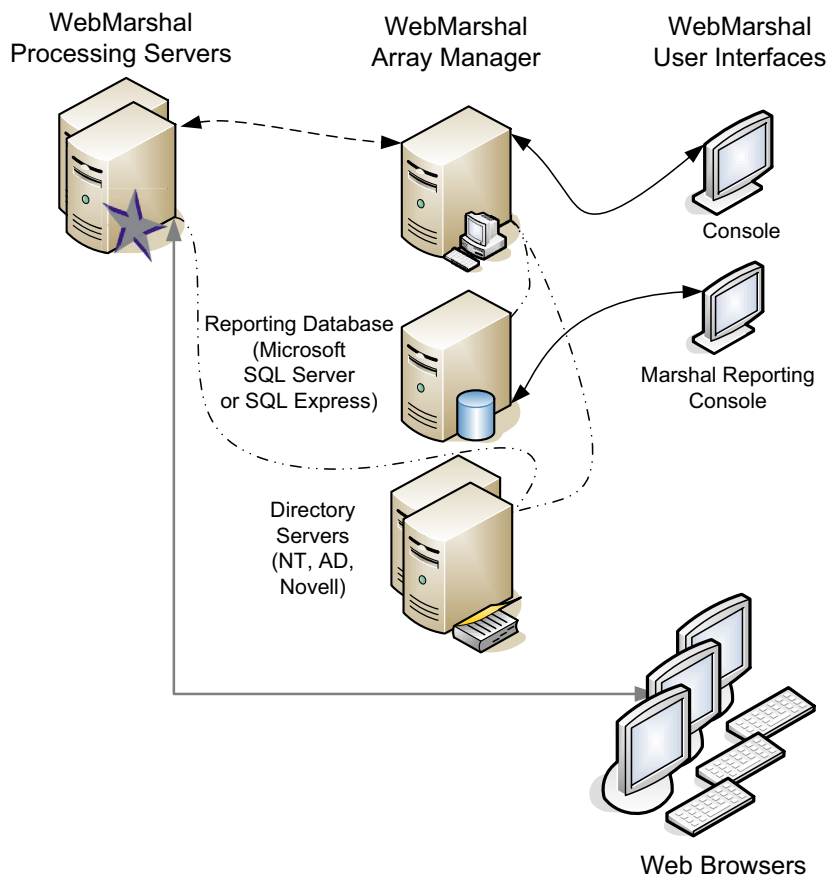 WebMarshal
Processing Servers
WebMarshal
Array Manager
WebMarshal
User Interfaces
Console
Reporting Database
(Microsoft
SQL Server
or SQL Express)
Marshal Reporting
Console
Directory
Servers
(NT, AD,
Novell)
Web Browsers